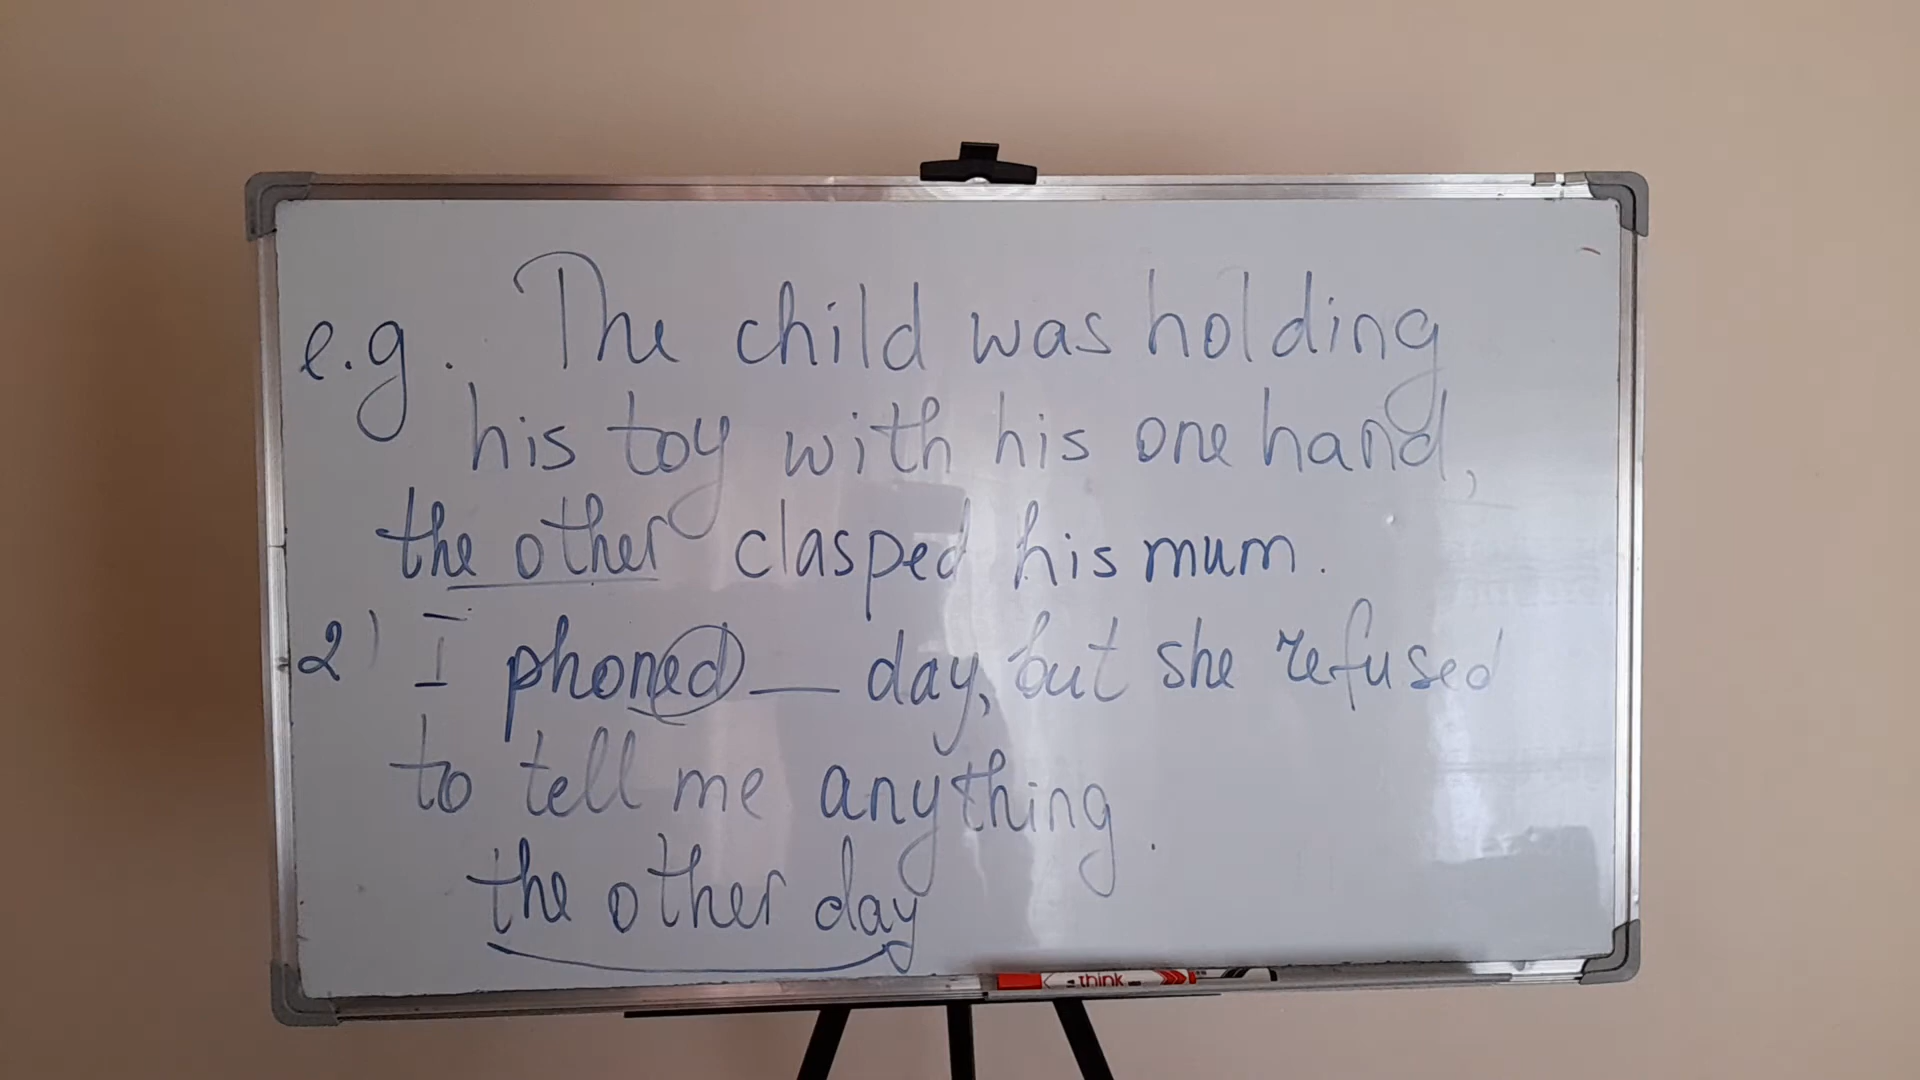 e.g. The child was holding
his toy with his one hand,
the other clasped his mum.
2) I phoned __ day, but she refused
to tell me anything.
the other day
think